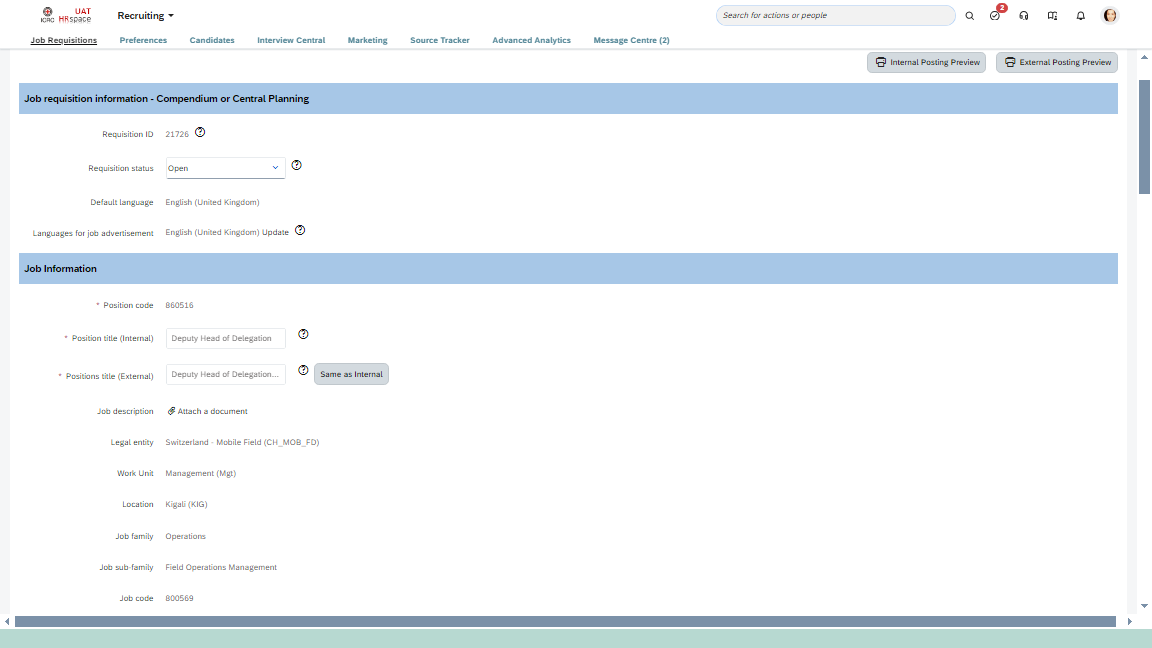 ICRC
UAT
HRspace
Recruiting
Search for actions or people
2
Job Requisitions Preferences Candidates Interview Central Marketing Source Tracker Advanced Analytics Message Centre (2)
Internal Posting Preview External Posting Preview
Job requisition information - Compendium or Central Planning
Requisition ID 21726 ?
Requisition status Open ?
Default language English (United Kingdom)
Languages for job advertisement English (United Kingdom) Update ?
Job Information
* Position code 860516
* Position title (Internal) Deputy Head of Delegation ?
* Positions title (External) Deputy Head of Delegation... ? Same as Internal
Job description Attach a document
Legal entity Switzerland - Mobile Field (CH_MOB_FD)
Work Unit Management (Mgt)
Location Kigali (KIG)
Job family Operations
Job sub-family Field Operations Management
Job code 800569